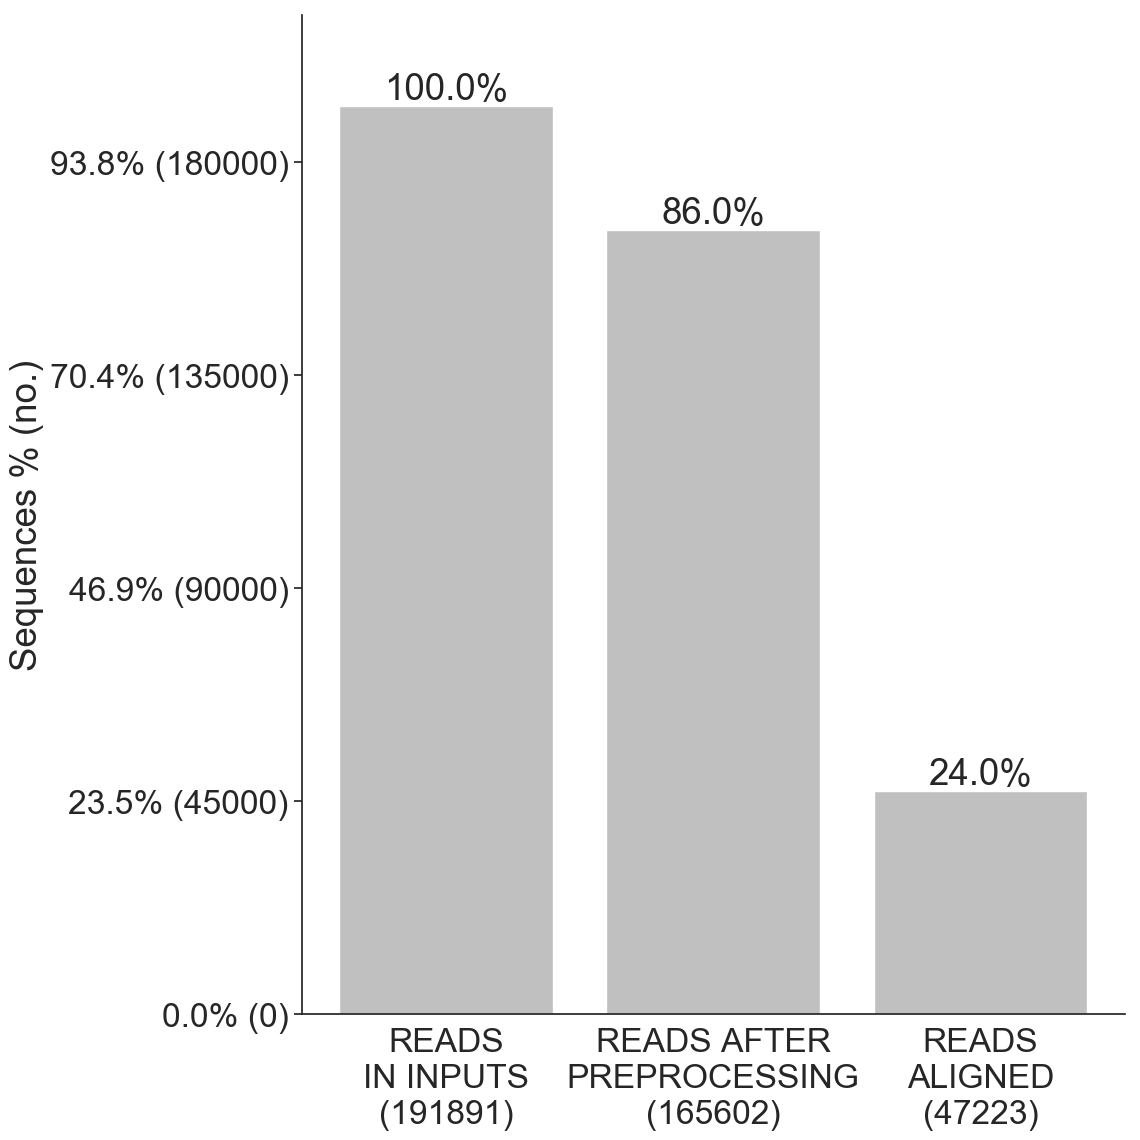 100.0%
93.8% (180000)
86.0%
70.4% (135000)
Sequences % (no.)
46.9% (90000)
24.0%
23.5% (45000)
0.0% (0)
READS
IN INPUTS
(191891)
READS AFTER
PREPROCESSING
(165602)
READS
ALIGNED
(47223)